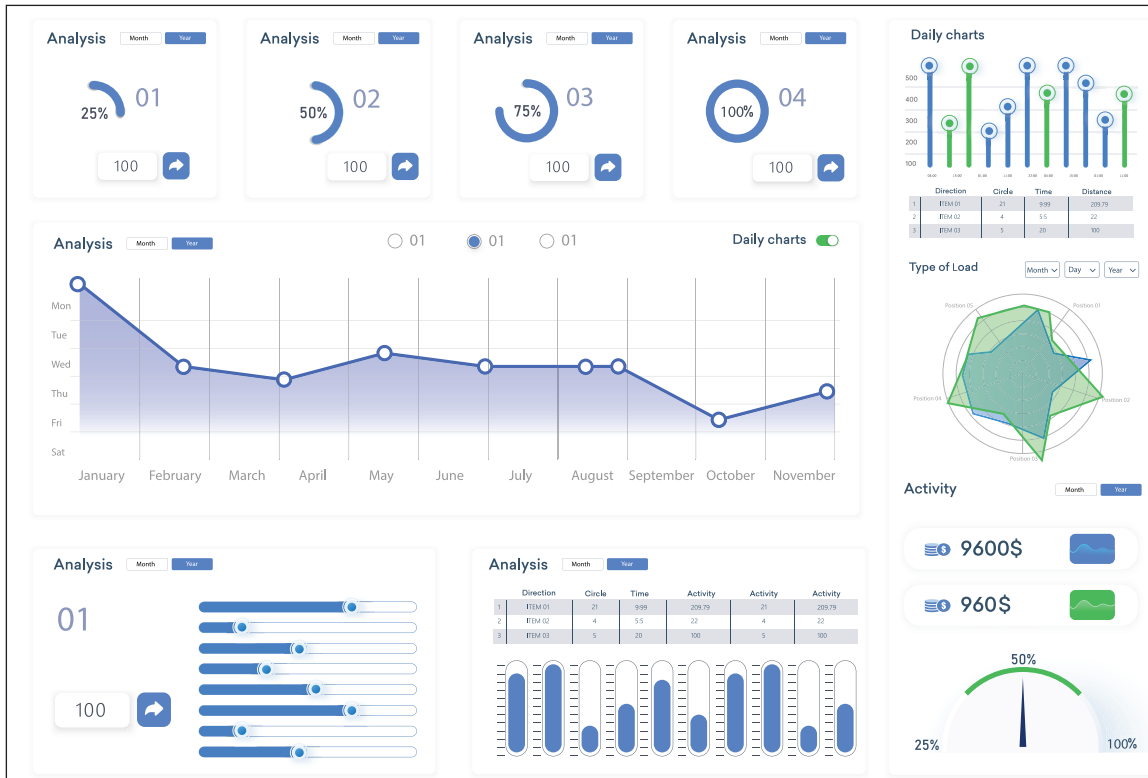 Analysis Month Year
25% 01
100
Analysis Month Year
50% 02
100
Analysis Month Year
75% 03
100
Analysis Month Year
100% 04
100
Daily charts
500
400
300
200
100
Direction Circle Time Distance
1 ITEM 01 21 9:99 209.79
2 ITEM 02 4 5:5 22
3 ITEM 03 5 20 100
Analysis Month Year 01 01 01 Daily charts
Mon
Tue
Wed
Thu
Fri
Sat
January February March April May June July August September October November
Type of Load Month Day Year
Position 05 Position 01
Position 04 Position 02
Analysis Month Year
01
100
Analysis Month Year
Direction Circle Time Activity Activity Activity
1 ITEM 01 21 9:99 209.79 21 209.79
2 ITEM 02 4 5:5 22 4 22
3 ITEM 03 5 20 100 5 100
Activity Month Year
$ 9600$
$ 960$
50%
25% 100%